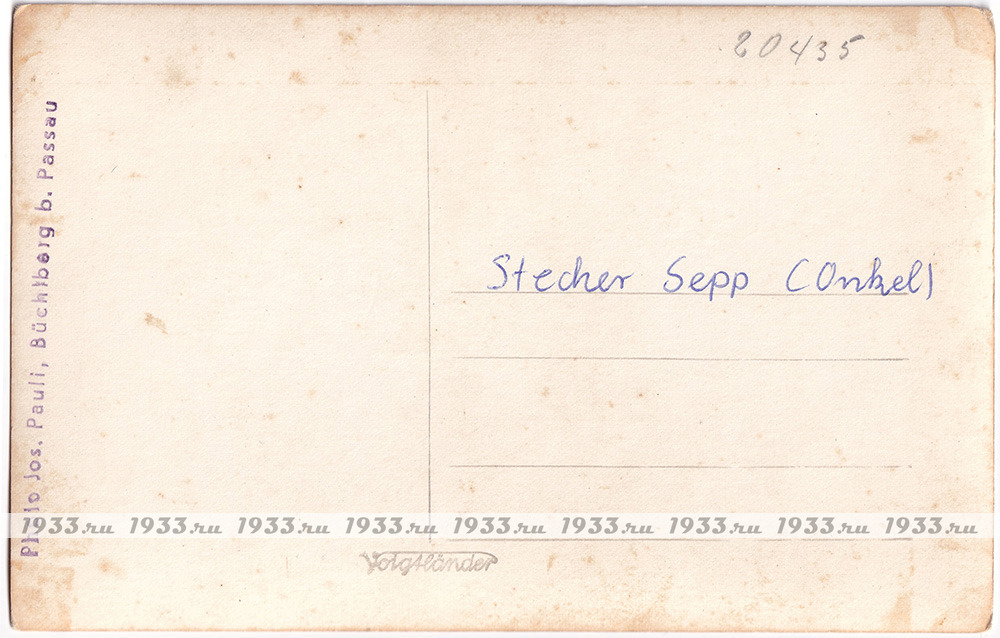 80435
Photo Jos. Pauli, Büchlberg b. Passau
Stecher Sepp (Onkel)
1933.ru 1933.ru 1933.ru 1933.ru 1933.ru 1933.ru 1933.ru 1933.ru 1933.ru
Voigtländer